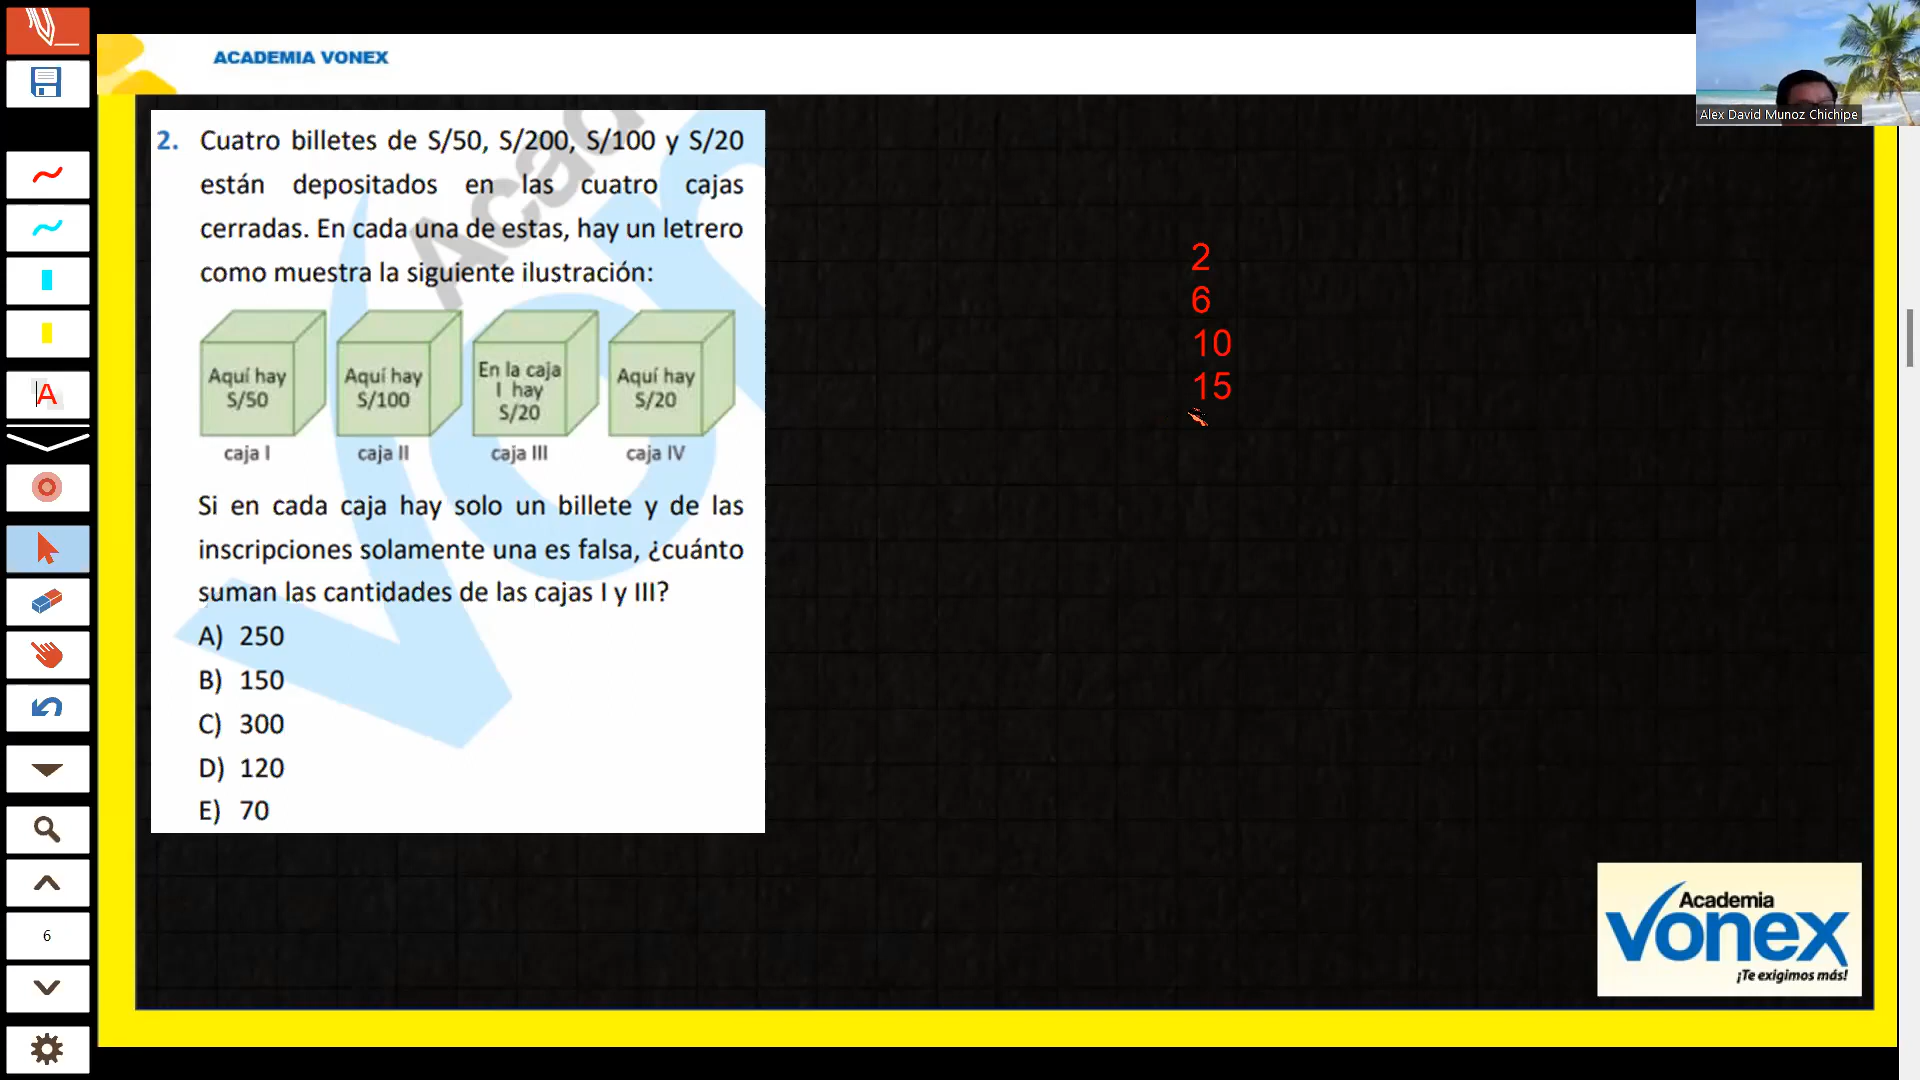 ACADEMIA VONEX
Alex David Munoz Chichipe
2. Cuatro billetes de S/50, S/200, S/100 y S/20
están depositados en las cuatro cajas
cerradas. En cada una de estas, hay un letrero
como muestra la siguiente ilustración:
Aquí hay
S/50
caja I
Aquí hay
S/100
caja II
En la caja
I hay
S/20
caja III
Aquí hay
S/20
caja IV
Si en cada caja hay solo un billete y de las
inscripciones solamente una es falsa, ¿cuánto
suman las cantidades de las cajas I y III?
A) 250
B) 150
C) 300
D) 120
E) 70
2
6
10
15
A
6
Academia
Vonex
¡Te exigimos más!